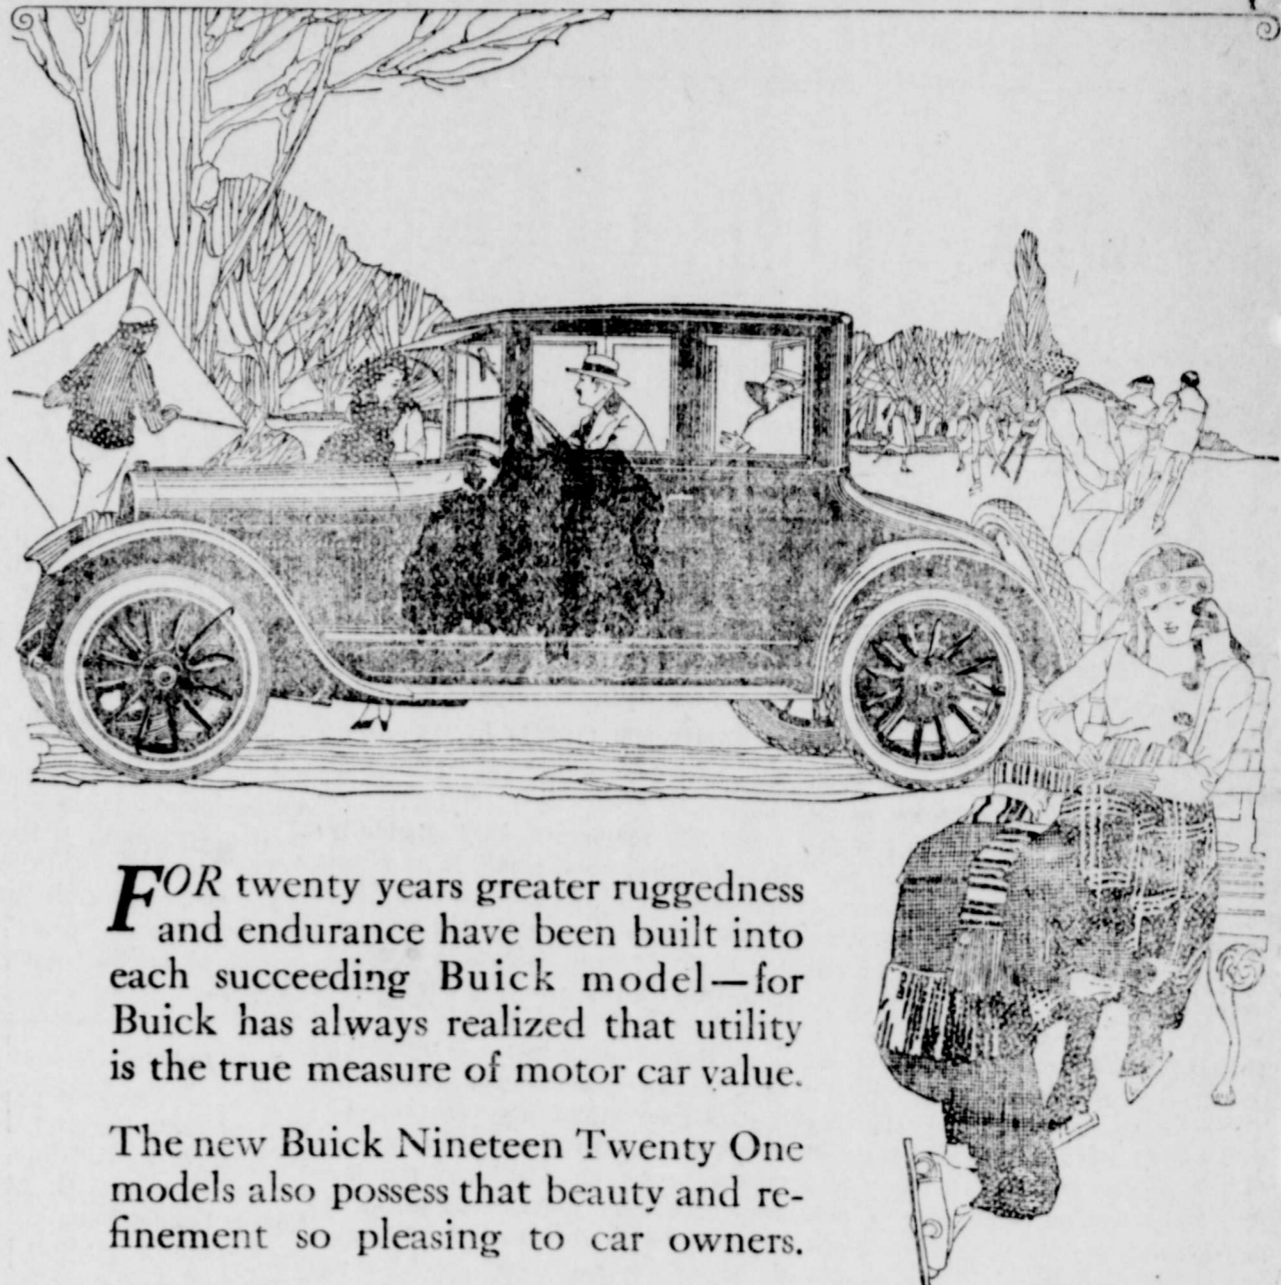 FOR twenty years greater ruggedness
and endurance have been built into
each succeeding Buick model—for
Buick has always realized that utility
is the true measure of motor car value.
The new Buick Nineteen Twenty One
models also possess that beauty and re-
finement so pleasing to car owners.